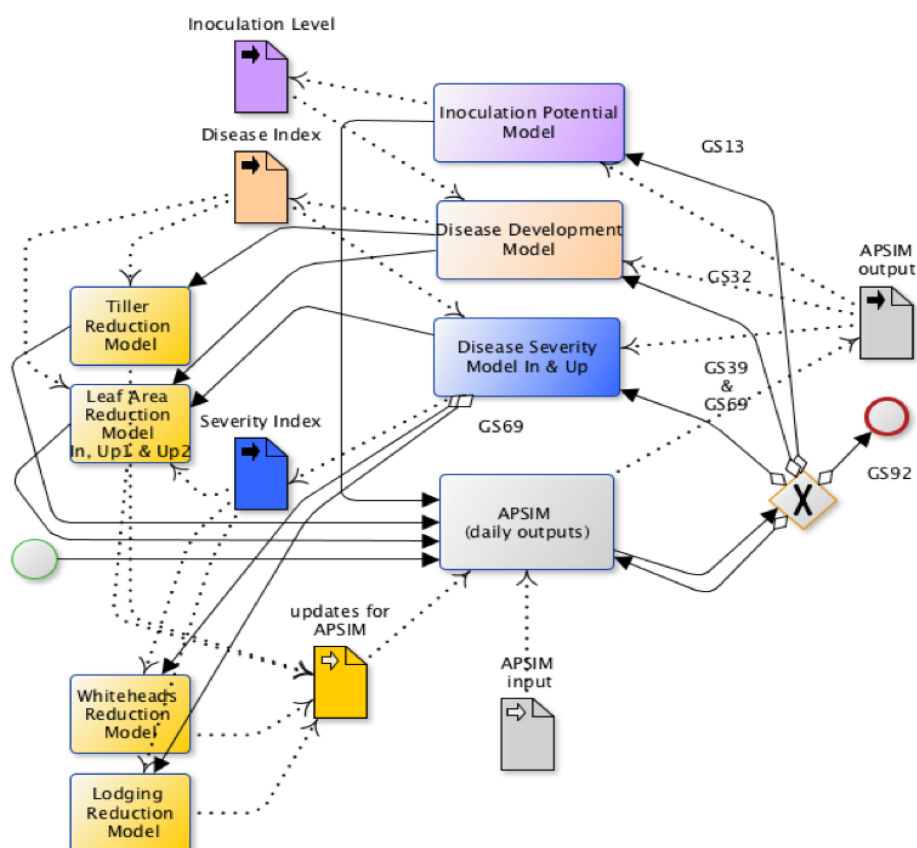 Inoculation Level
Inoculation Potential
Model
GS13
Disease Index
Disease Development
Model
GS32
APSIM
output
Tiller
Reduction
Model
Disease Severity
Model In & Up
GS39
&
GS69
Leaf Area
Reduction
Model
In, Up1 & Up2
Severity Index
GS69
GS92
X
APSIM
(daily outputs)
updates for
APSIM
APSIM
input
Whiteheads
Reduction
Model
Lodging
Reduction
Model